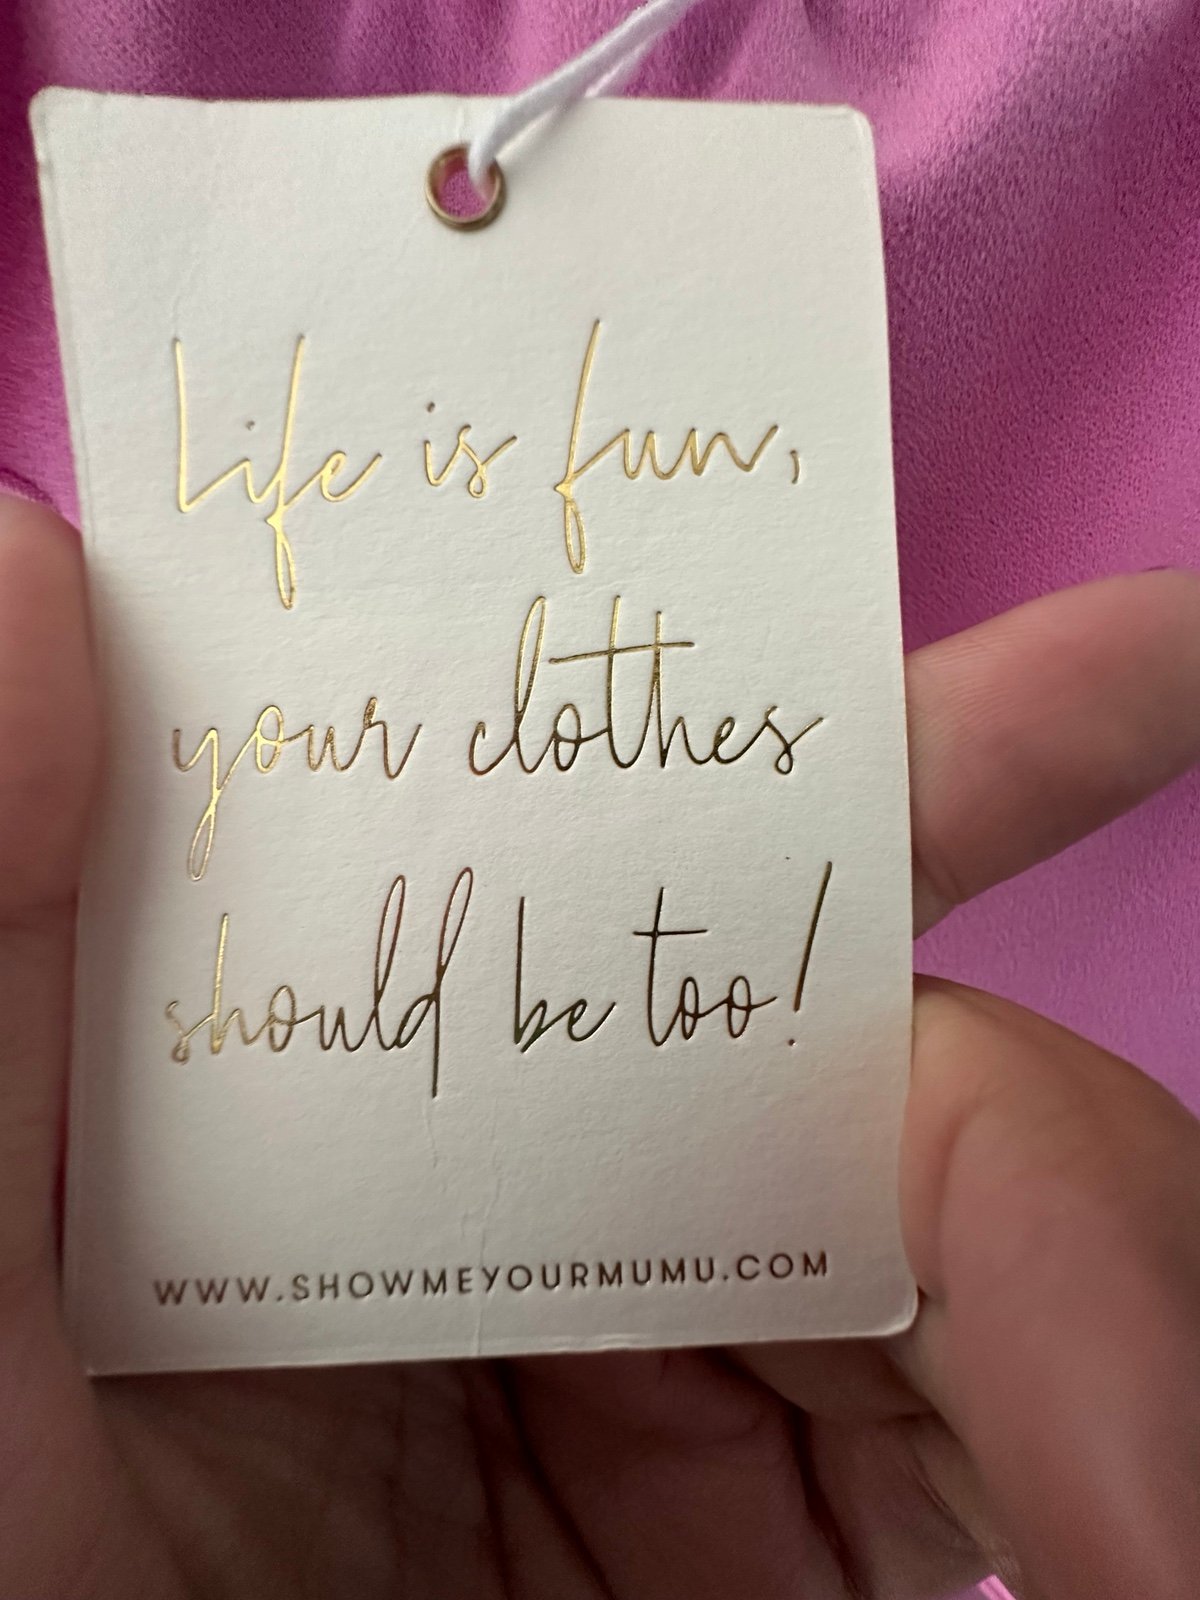 Life is fun,
your clothes
should be too!
WWW.SHOWMEYOURMUMU.COM